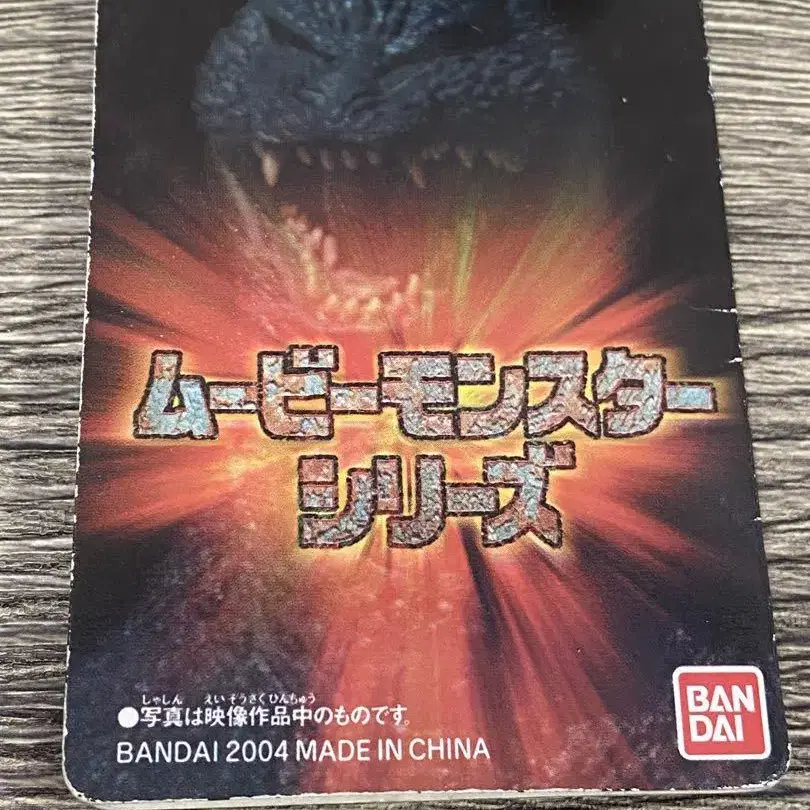 ムービーモンスター
シリーズ
しゃしん えいぞうさくひんちゅう
●写真は映像作品中のものです。
BANDAI 2004 MADE IN CHINA
BAN
DAI